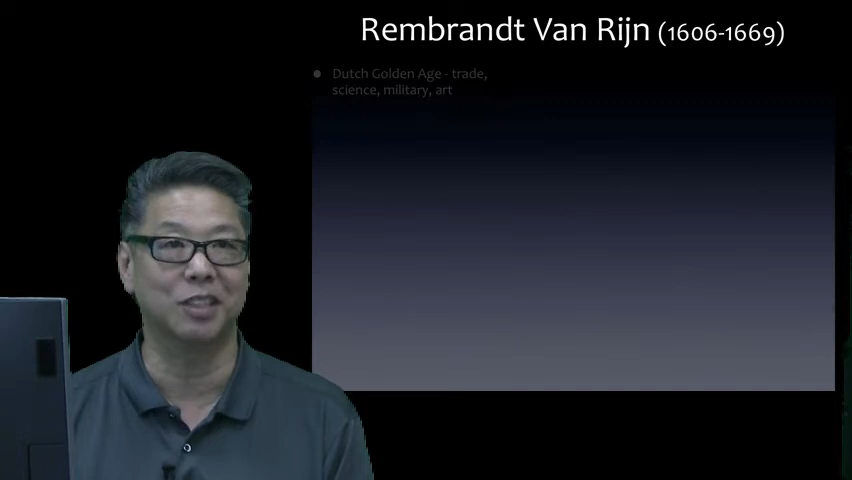 Rembrandt Van Rijn (1606-1669)
● Dutch Golden Age - trade,
science, military, art